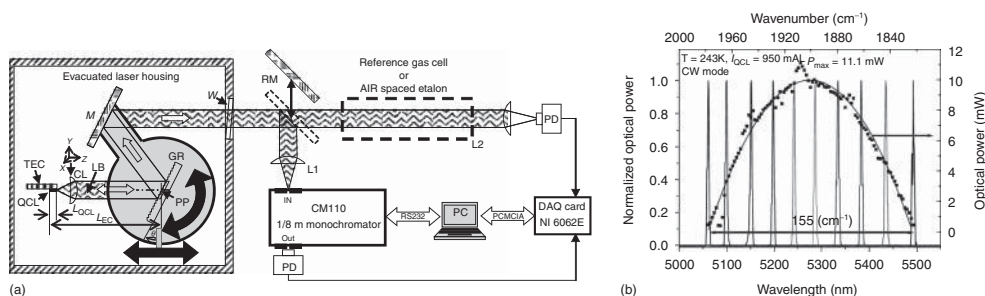 Evacuated laser housing
W
M
RM
Reference gas cell
or
AIR spaced etalon
L2
PD
TEC
Y
Z
X
CL
LB
GR
PP
QCL
L_QCL
L_EC
L1
IN
CM110
1/8 m monochromator
Out
PD
RS232
PC
PCMCIA
DAQ card
NI 6062E
(a)
Wavenumber (cm⁻¹)
1980 1960 1940 1920 1900 1880 1860 1840
2000
T = 243K, I_QCL = 950 mA, P_max = 11.1 mW
CW mode
Normalized optical power
1.0
0.8
0.6
0.4
0.2
0.0
12
10
8
6
4
2
0
Optical power (mW)
155 (cm⁻¹)
5000 5100 5200 5300 5400 5500
Wavelength (nm)
(b)